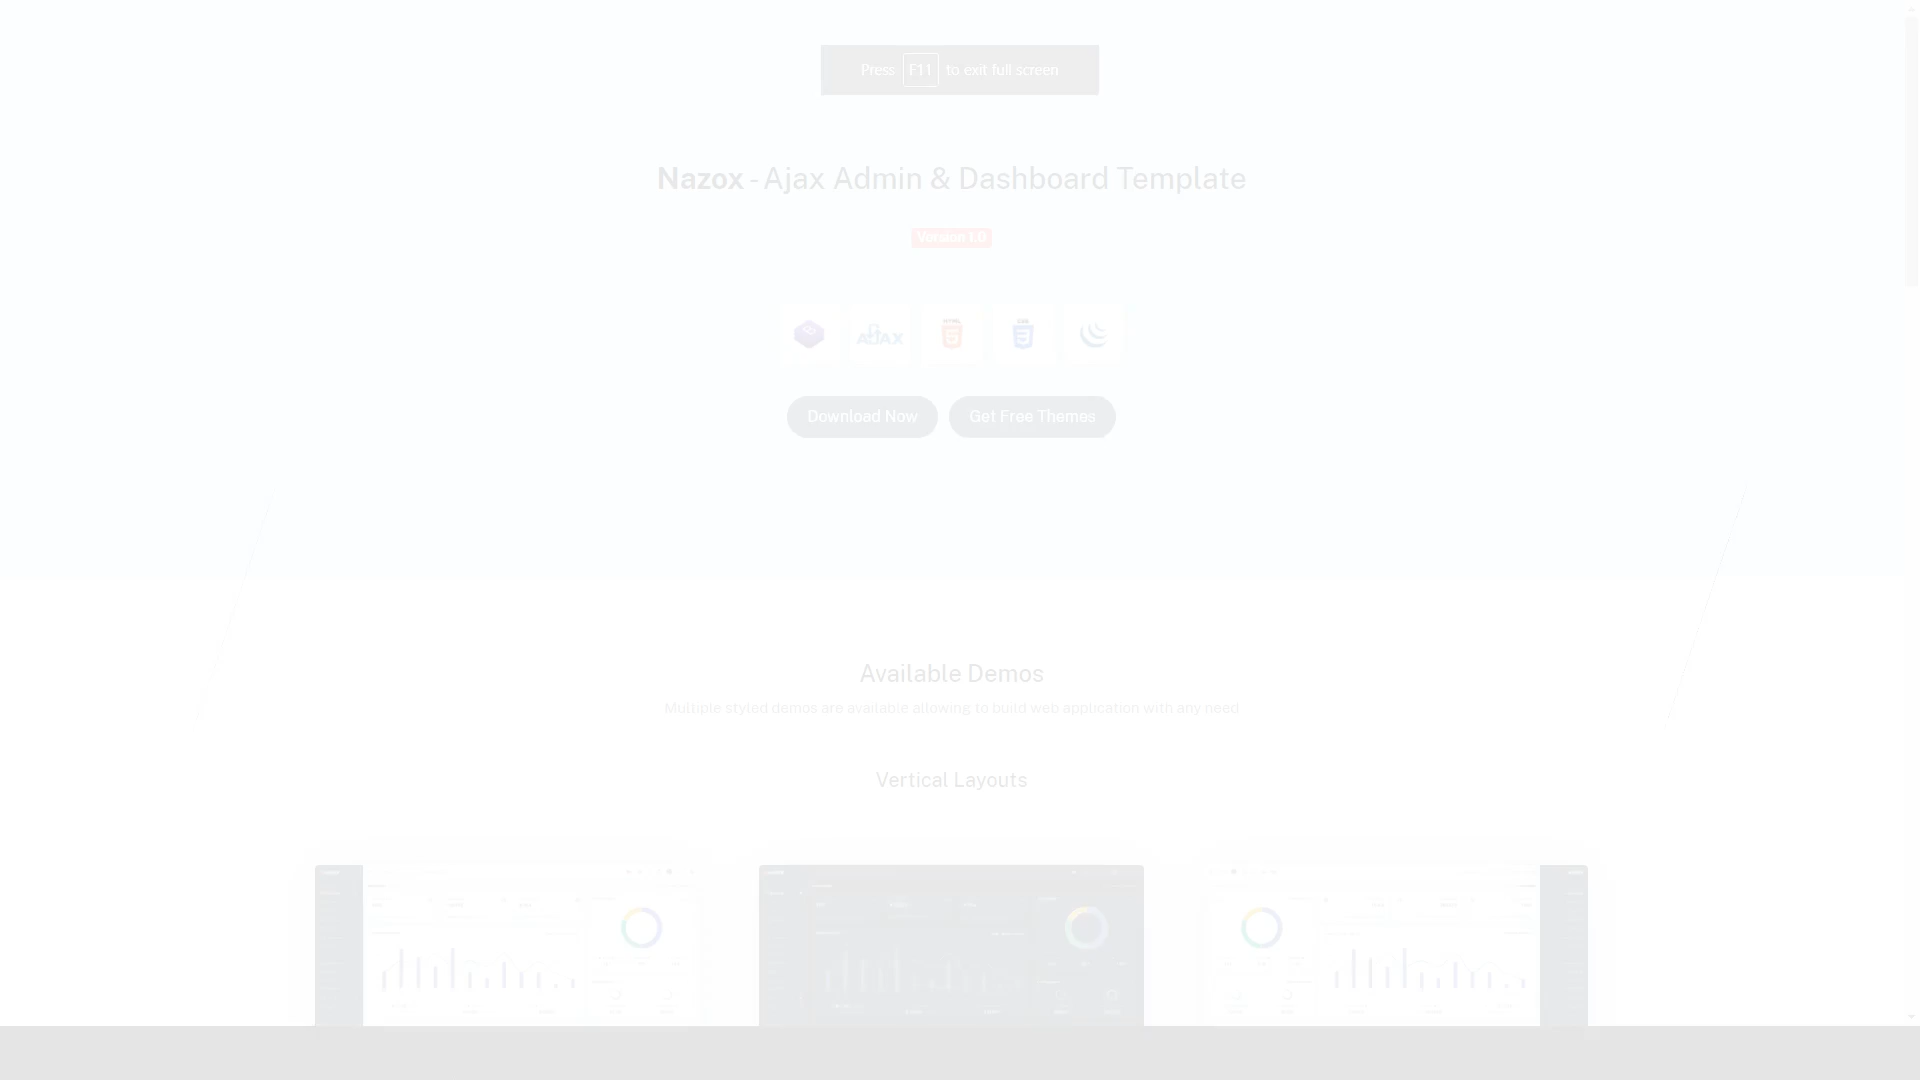 Press F11 to exit full screen
Nazox - Ajax Admin & Dashboard Template
Version 1.0
AJAX
Download Now
Get Free Themes
Available Demos
Multiple styled demos are available allowing to build web application with any need
Vertical Layouts